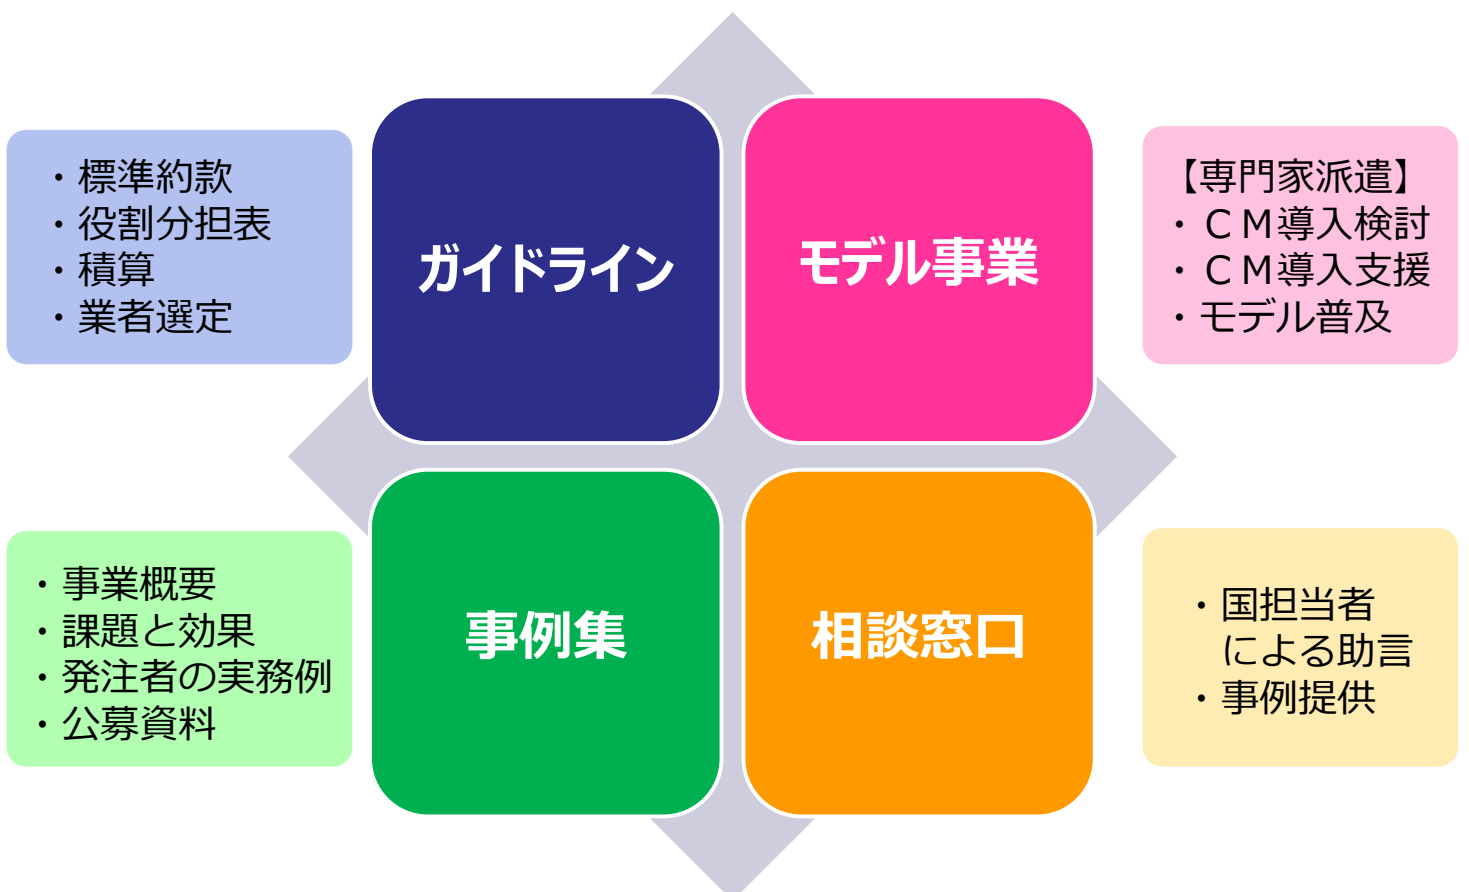 ・標準約款
・役割分担表
・積算
・業者選定
ガイドライン
モデル事業
【専門家派遣】
・ＣＭ導入検討
・ＣＭ導入支援
・モデル普及
・事業概要
・課題と効果
・発注者の実務例
・公募資料
事例集
相談窓口
・国担当者
による助言
・事例提供